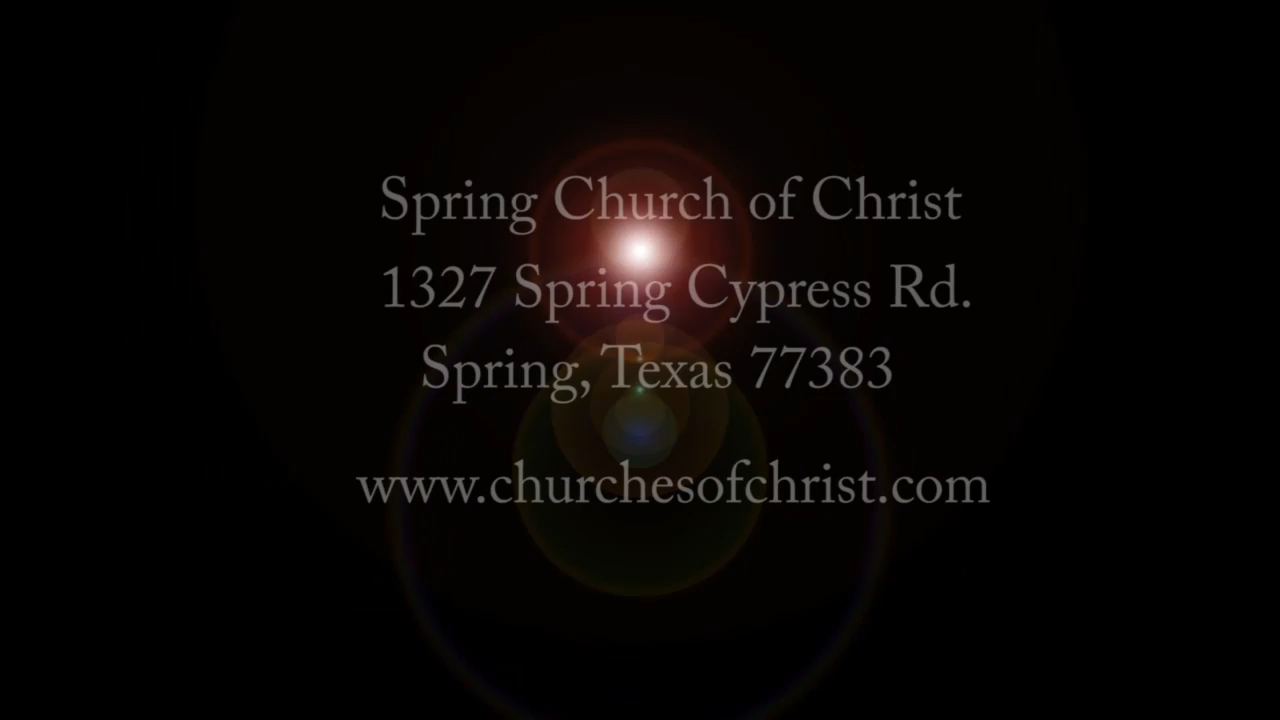 Spring Church of Christ
1327 Spring Cypress Rd.
Spring, Texas 77383
www.churchesofchrist.com